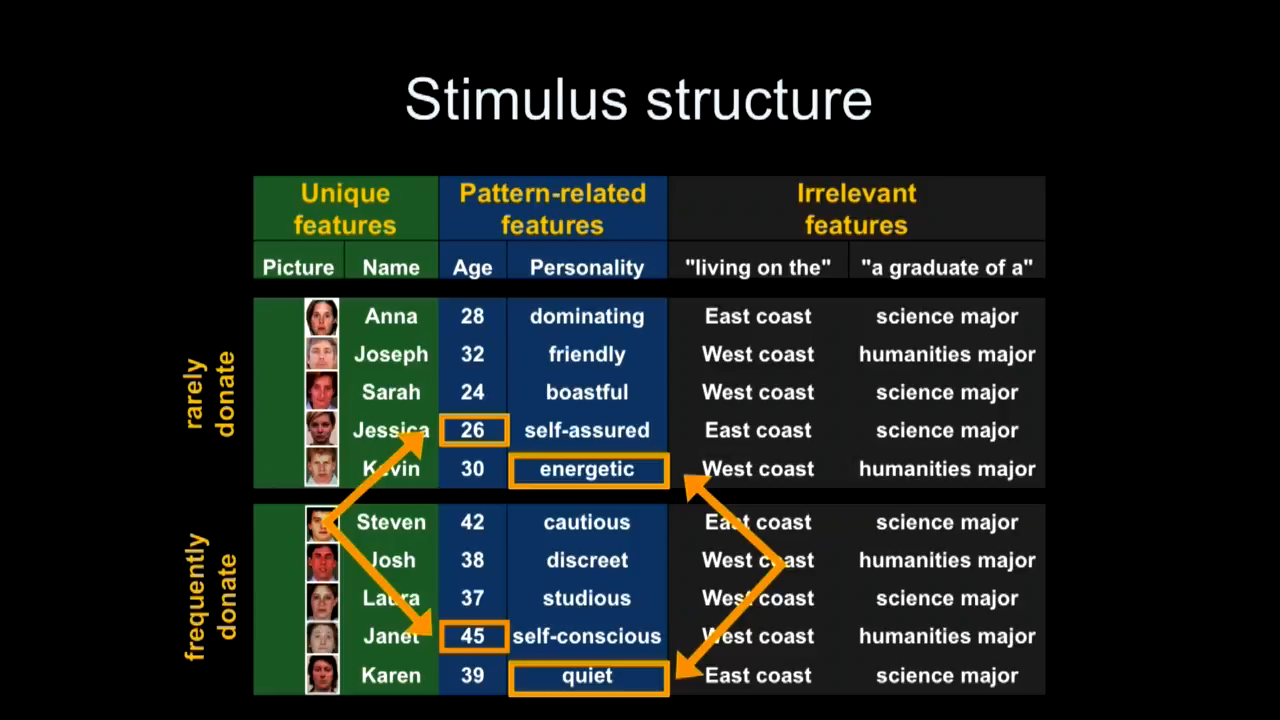 Stimulus structure
Unique features
Pattern-related features
Irrelevant features
Picture Name Age Personality "living on the" "a graduate of a"
rarely donate
Anna 28 dominating East coast science major
Joseph 32 friendly West coast humanities major
Sarah 24 boastful West coast science major
Jessica 26 self-assured East coast science major
Kevin 30 energetic West coast humanities major
frequently donate
Steven 42 cautious East coast science major
Josh 38 discreet West coast humanities major
Laura 37 studious West coast science major
Janet 45 self-conscious West coast humanities major
Karen 39 quiet East coast science major